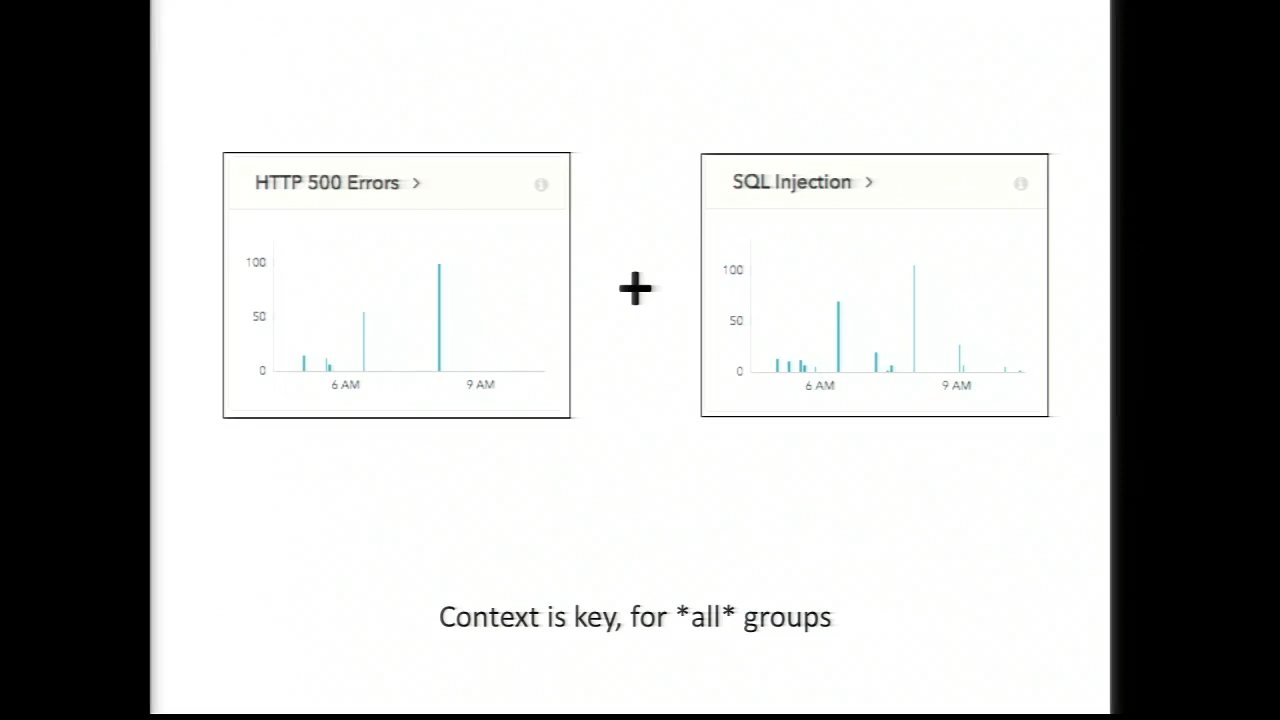 HTTP 500 Errors >
100
50
0
6 AM 9 AM
+
SQL Injection >
100
50
0
6 AM 9 AM
Context is key, for *all* groups